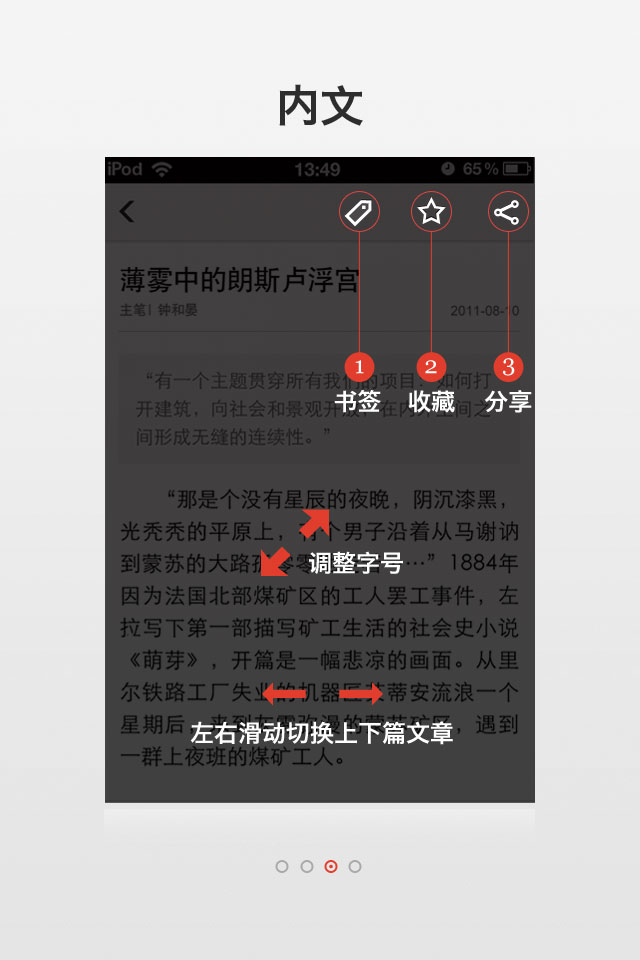 内文
iPod 13:49 65%
薄雾中的朗斯卢浮宫
主笔| 钟和晏 2011-08-10
1 2 3
“有一个主题贯穿所有我们的项目，如何打
书签 收藏 分享
开建筑，向社会和景观开放，在内外空间之
间形成无缝的连续性。”
“那是个没有星辰的夜晚，阴沉漆黑，
光秃秃的平原上，有个男子沿着从马谢讷
到蒙苏的大路孤零零 …” 1884年
调整字号
因为法国北部煤矿区的工人罢工事件，左
拉写下第一部描写矿工生活的社会史小说
《萌芽》，开篇是一幅悲凉的画面。从里
尔铁路工厂失业的机器匠艾蒂安流浪一个
星期后， 遇到
左右滑动切换上下篇文章
一群上夜班的煤矿工人。